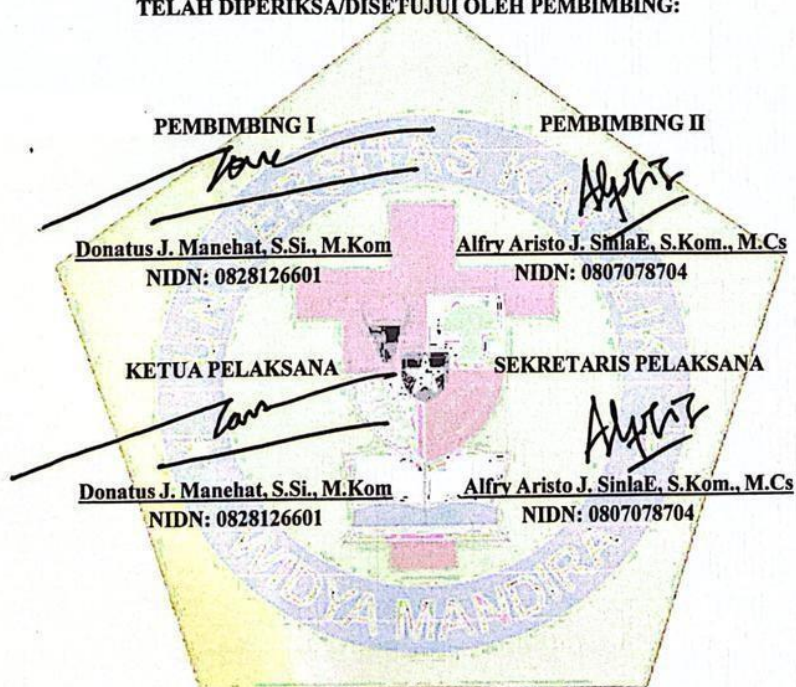 TELAH DIPERIKSA/DISETUJUI OLEH PEMBIMBING:
PEMBIMBING I
PEMBIMBING II
Donatus J. Manehat, S.Si., M.Kom
Alfry Aristo J. SinlaE, S.Kom., M.Cs
NIDN: 0828126601
NIDN: 0807078704
KETUA PELAKSANA
SEKRETARIS PELAKSANA
Donatus J. Manehat, S.Si., M.Kom
Alfry Aristo J. SinlaE, S.Kom., M.Cs
NIDN: 0828126601
NIDN: 0807078704
WIDYA MANDIRA